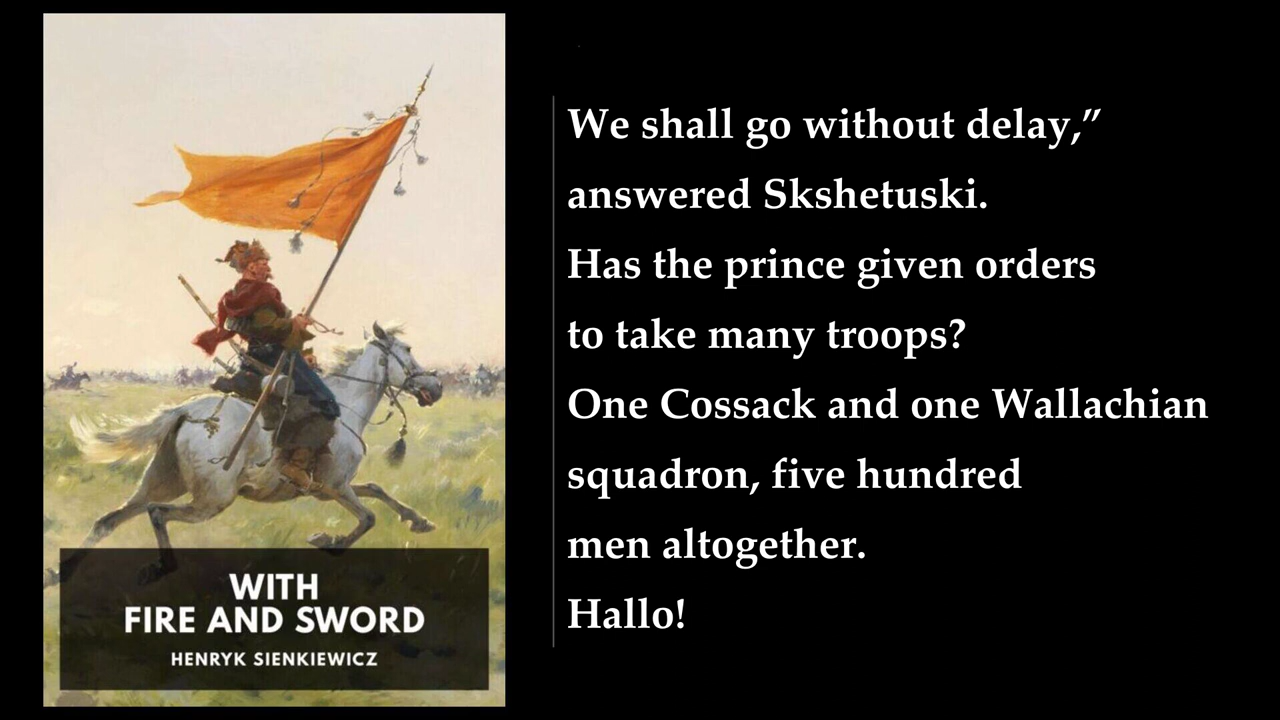 WITH
FIRE AND SWORD
HENRYK SIENKIEWICZ
We shall go without delay,”
answered Skshetuski.
Has the prince given orders
to take many troops?
One Cossack and one Wallachian
squadron, five hundred
men altogether.
Hallo!